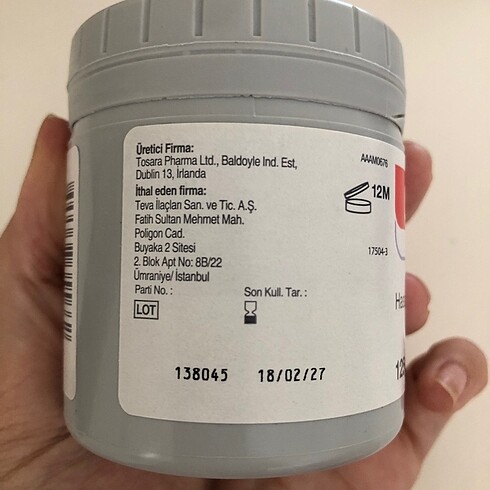 Üretici Firma:
Tosara Pharma Ltd., Baldoyle Ind. Est,
Dublin 13, İrlanda
İthal eden firma:
Teva İlaçları San. ve Tic. A.Ş.
Fatih Sultan Mehmet Mah.
Poligon Cad.
Buyaka 2 Sitesi
2. Blok Apt No: 8B/22
Ümraniye/ İstanbul
Parti No. :
LOT
Son Kull. Tar. :
138045 18/02/27
AAAM0676
12M
17504-3